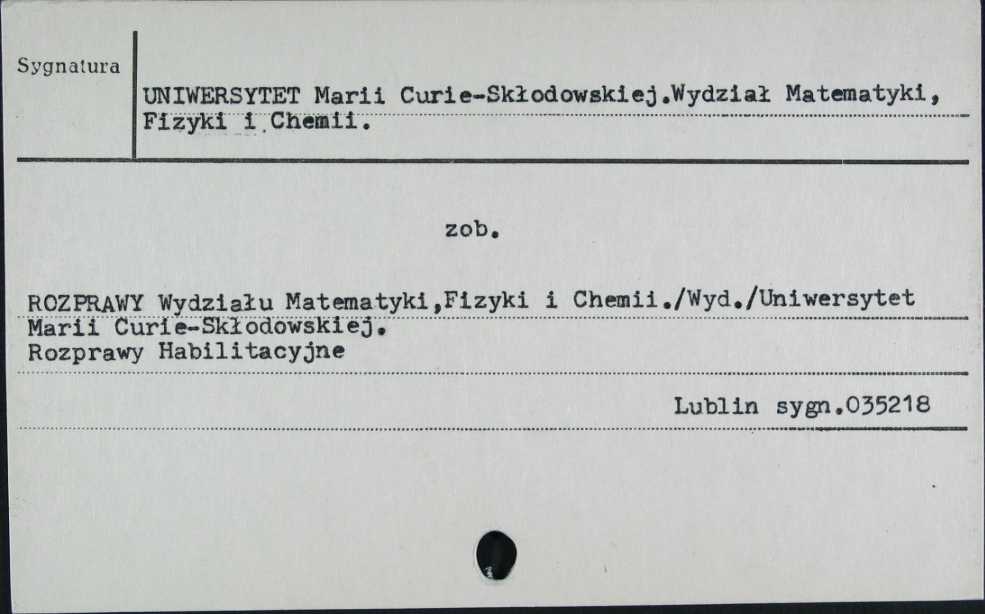 Sygnatura
UNIWERSYTET Marii Curie-Skłodowskiej.Wydział Matematyki,
Fizyki i Chemii.
zob.
ROZPRAWY Wydziału Matematyki,Fizyki i Chemii./Wyd./Uniwersytet
Marii Curie-Skłodowskiej.
Rozprawy Habilitacyjne
Lublin sygn.035218